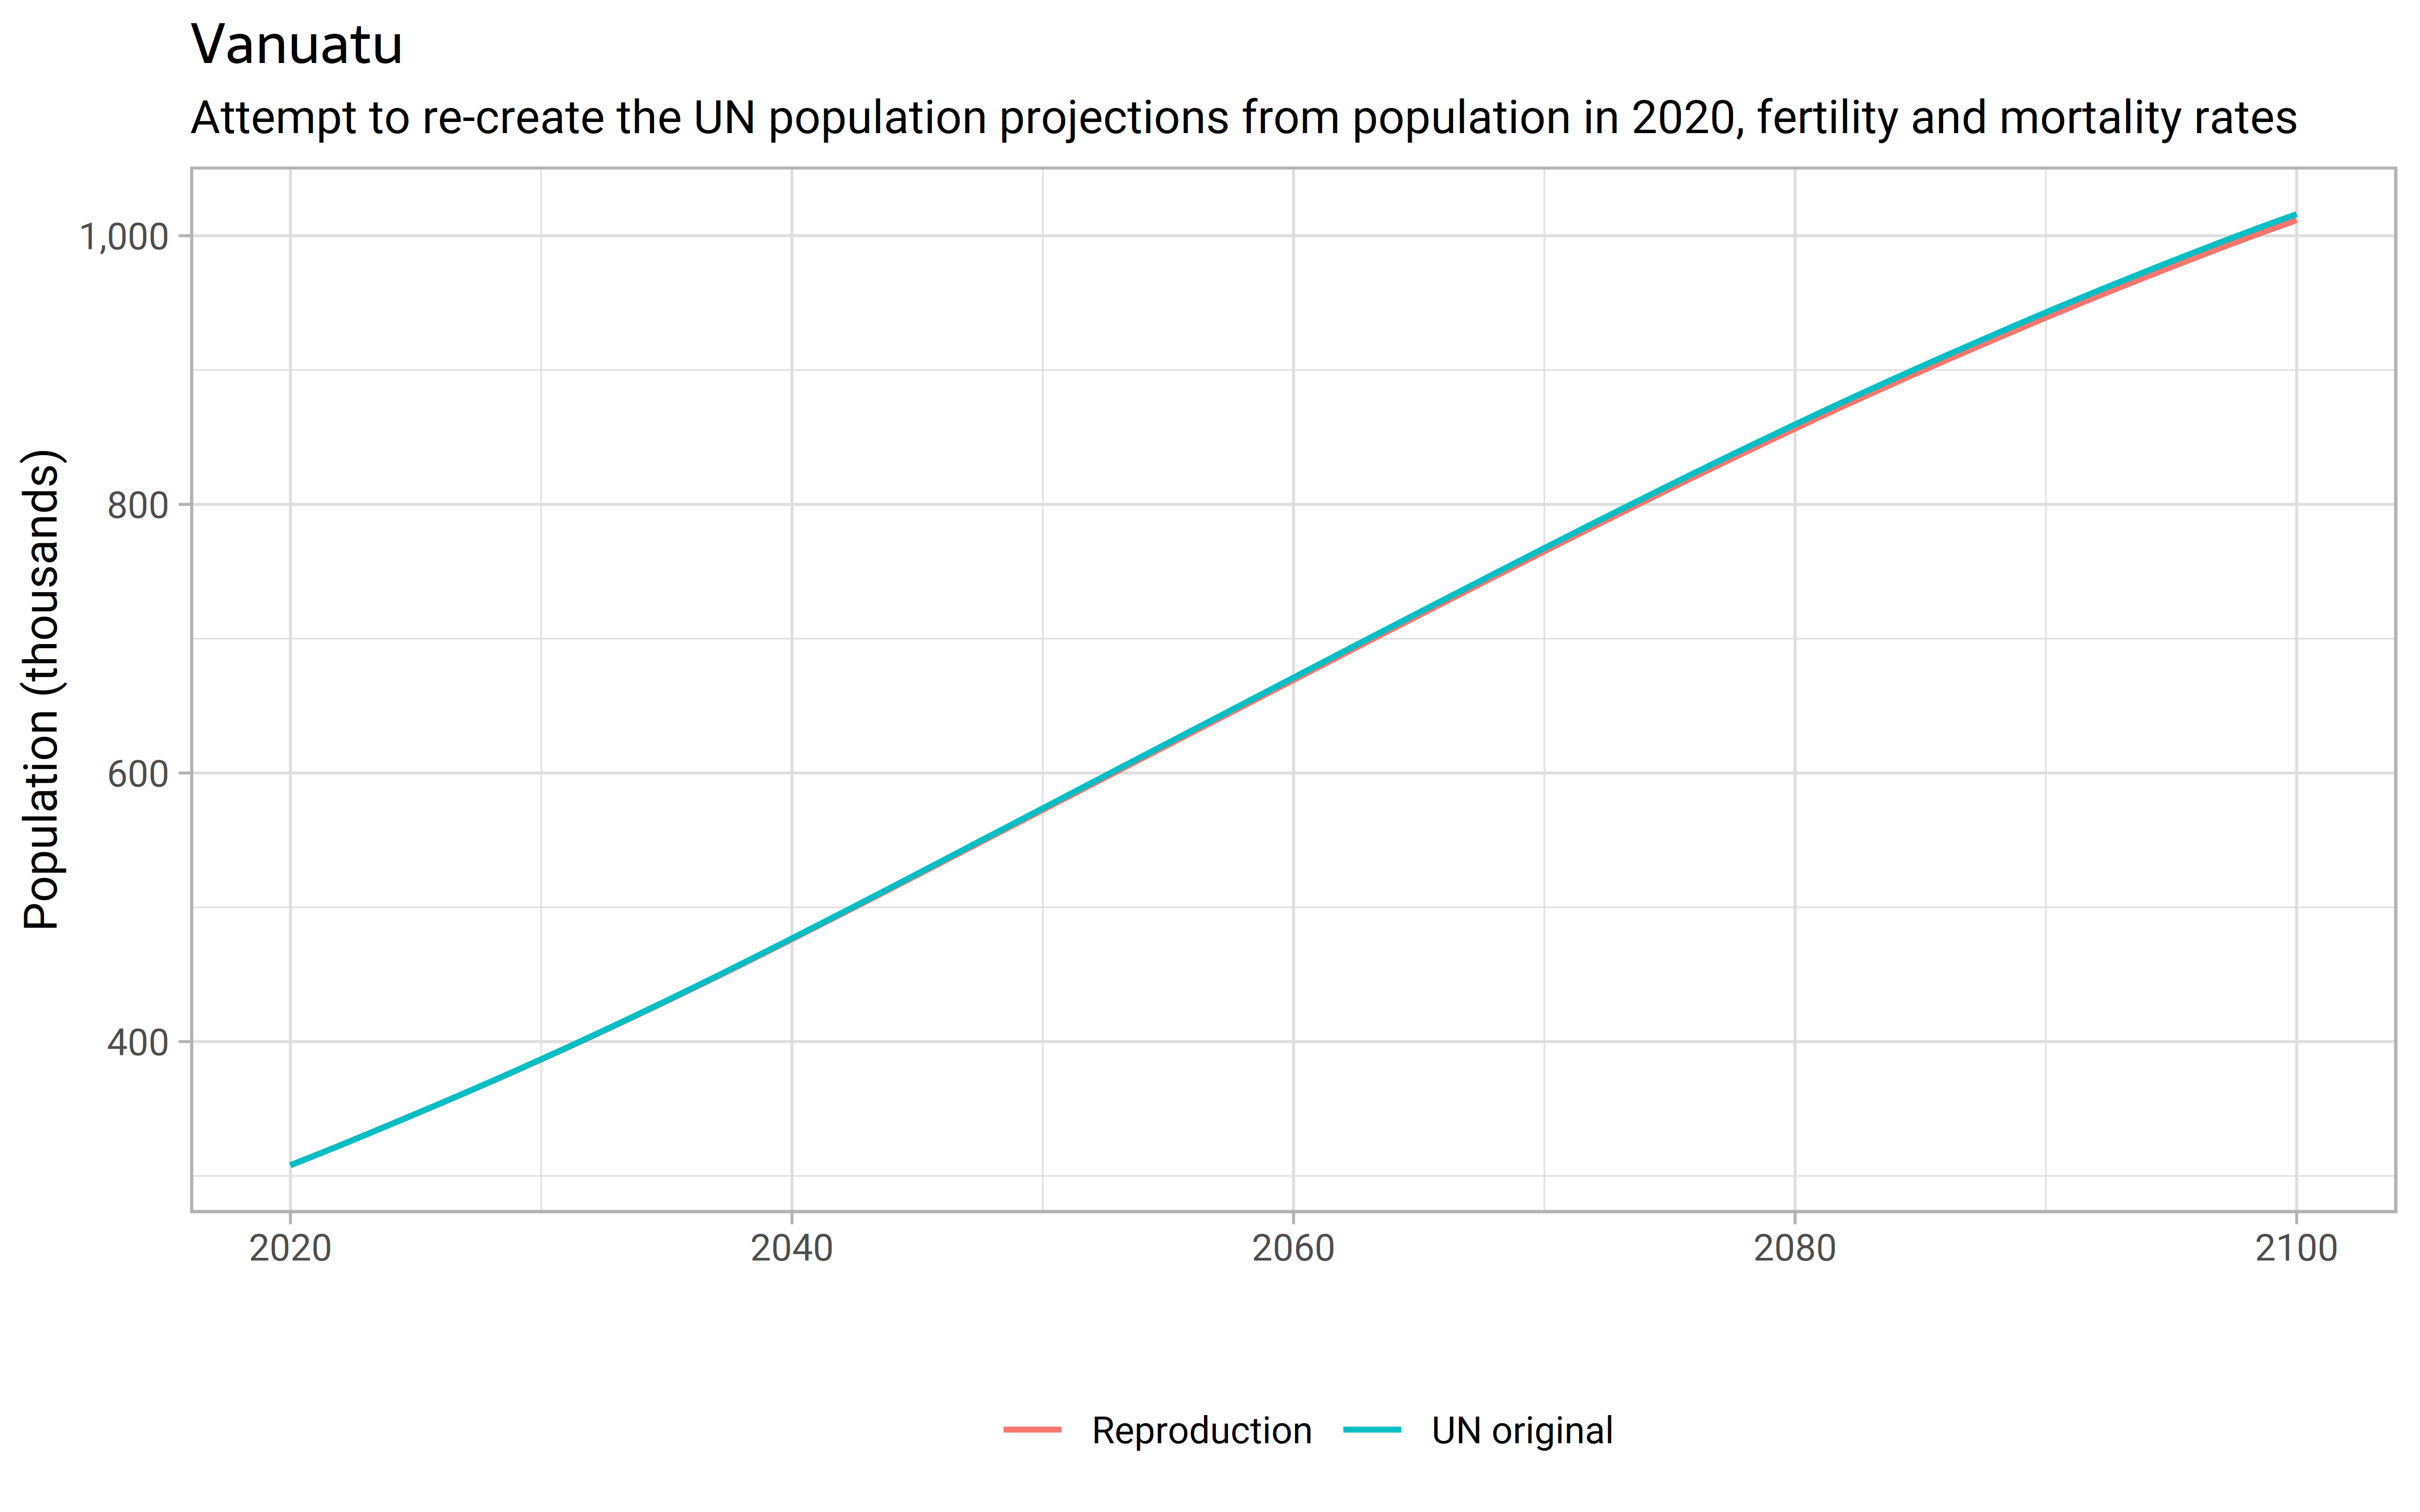 Vanuatu
Attempt to re-create the UN population projections from population in 2020, fertility and mortality rates
Population (thousands)
1,000
800
600
400
2020 2040 2060 2080 2100
Reproduction UN original